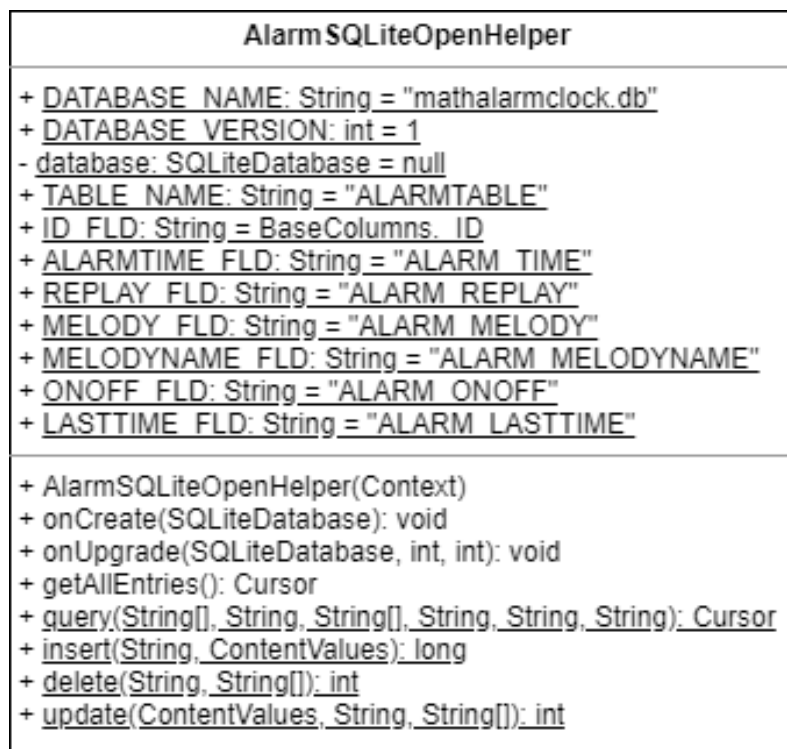 AlarmSQLiteOpenHelper
+ DATABASE_NAME: String = "mathalarmclock.db"
+ DATABASE_VERSION: int = 1
- database: SQLiteDatabase = null
+ TABLE_NAME: String = "ALARMTABLE"
+ ID_FLD: String = BaseColumns._ID
+ ALARMTIME_FLD: String = "ALARM_TIME"
+ REPLAY_FLD: String = "ALARM_REPLAY"
+ MELODY_FLD: String = "ALARM_MELODY"
+ MELODYNAME_FLD: String = "ALARM_MELODYNAME"
+ ONOFF_FLD: String = "ALARM_ONOFF"
+ LASTTIME_FLD: String = "ALARM_LASTTIME"
+ AlarmSQLiteOpenHelper(Context)
+ onCreate(SQLiteDatabase): void
+ onUpgrade(SQLiteDatabase, int, int): void
+ getAllEntries(): Cursor
+ query(String[], String, String[], String, String, String): Cursor
+ insert(String, ContentValues): long
+ delete(String, String[]): int
+ update(ContentValues, String, String[]): int